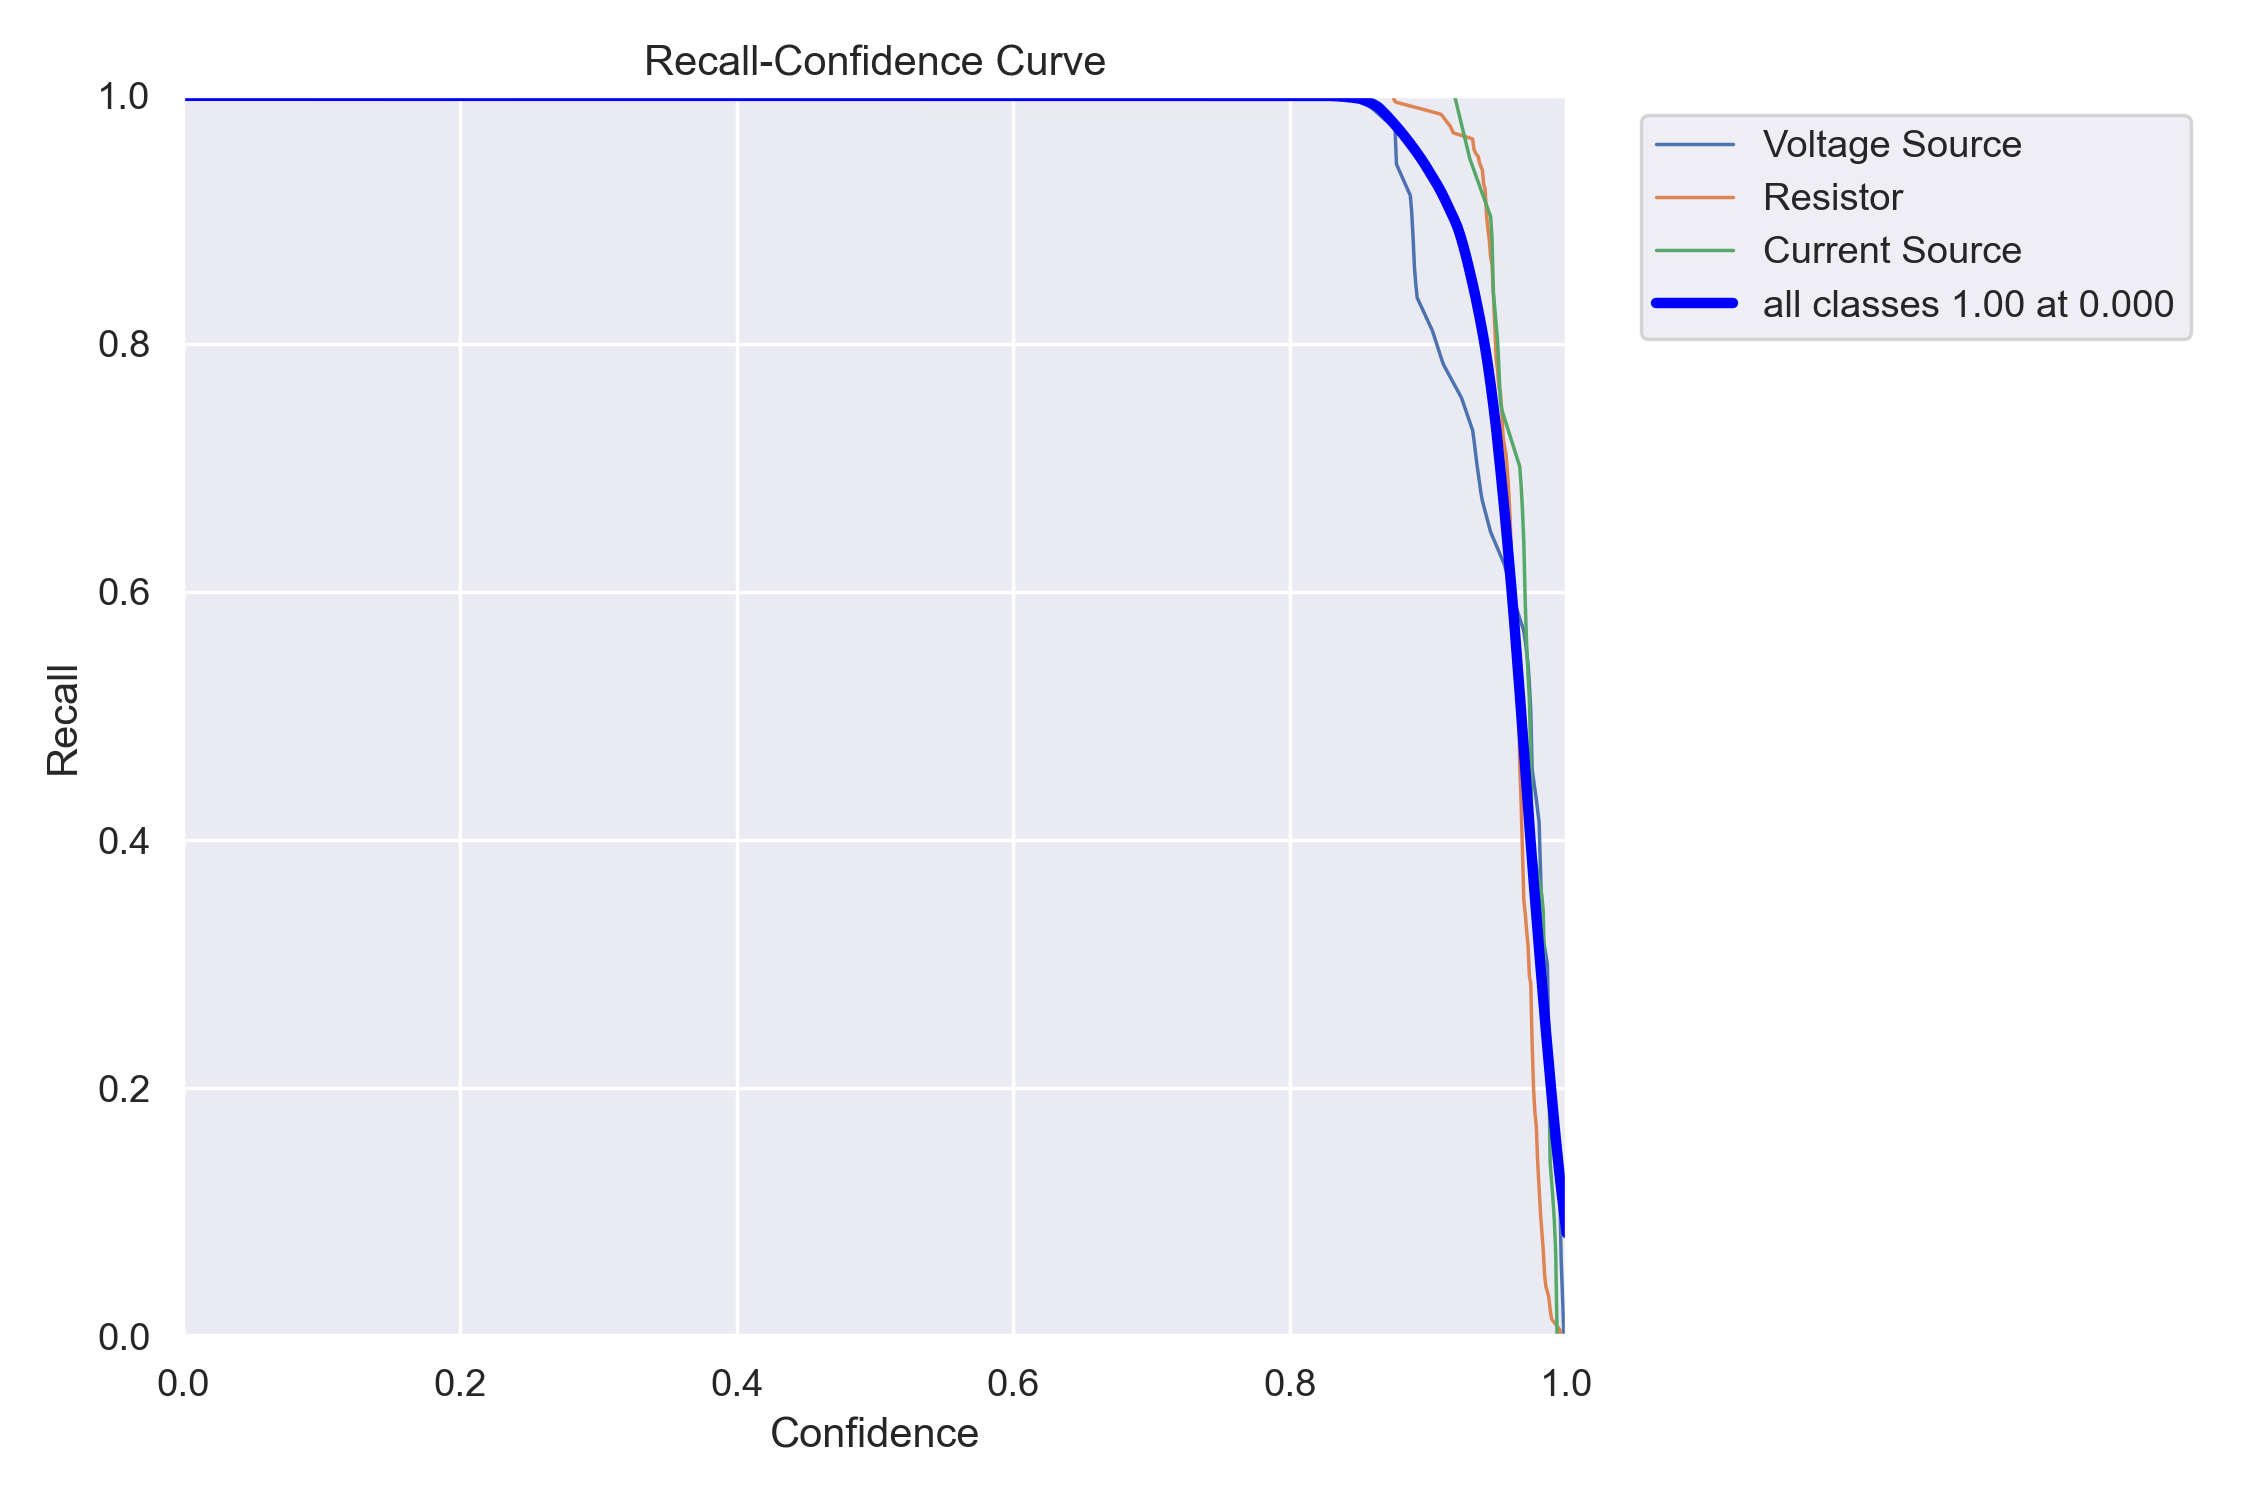 Recall-Confidence Curve
1.0
0.8
0.6
0.4
0.2
0.0
Recall
0.0 0.2 0.4 0.6 0.8 1.0
Confidence
Voltage Source
Resistor
Current Source
all classes 1.00 at 0.000